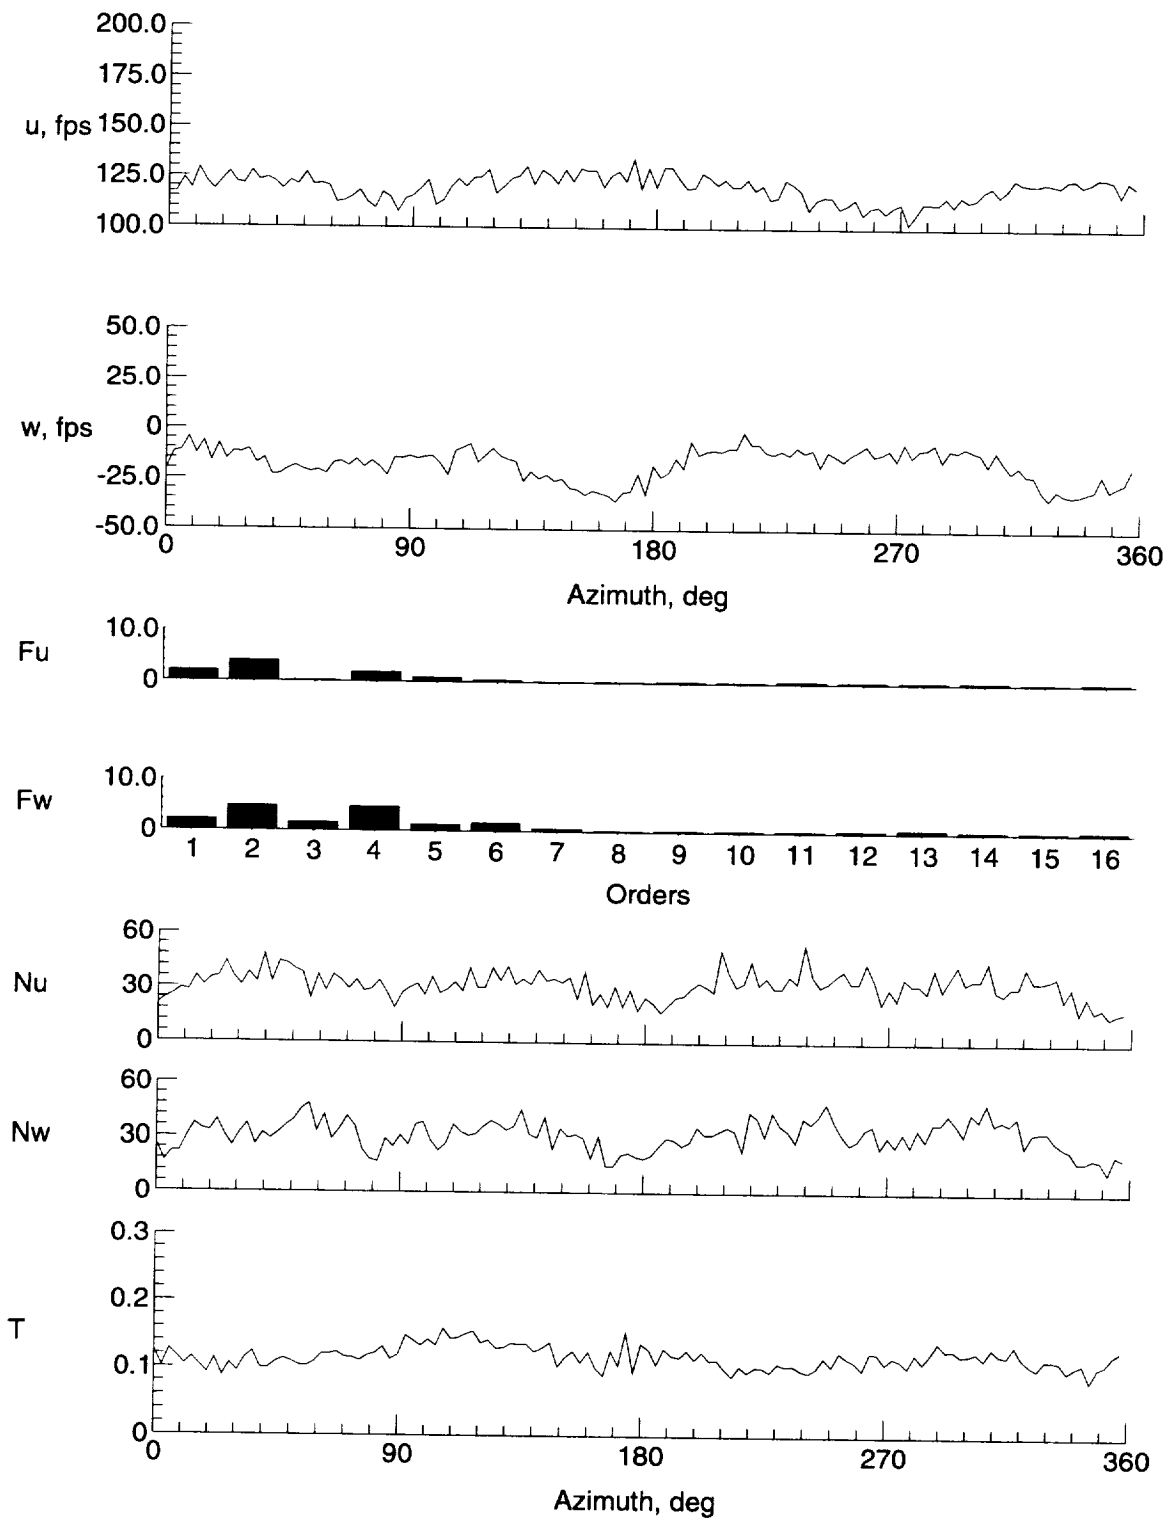 200.0
175.0
u, fps 150.0
125.0
100.0
50.0
25.0
w, fps 0
-25.0
-50.0
0 90 180 270 360
Azimuth, deg
Fu 10.0
0
Fw 10.0
0
1 2 3 4 5 6 7 8 9 10 11 12 13 14 15 16
Orders
60
Nu 30
0
60
Nw 30
0
0.3
0.2
T
0.1
0
0 90 180 270 360
Azimuth, deg